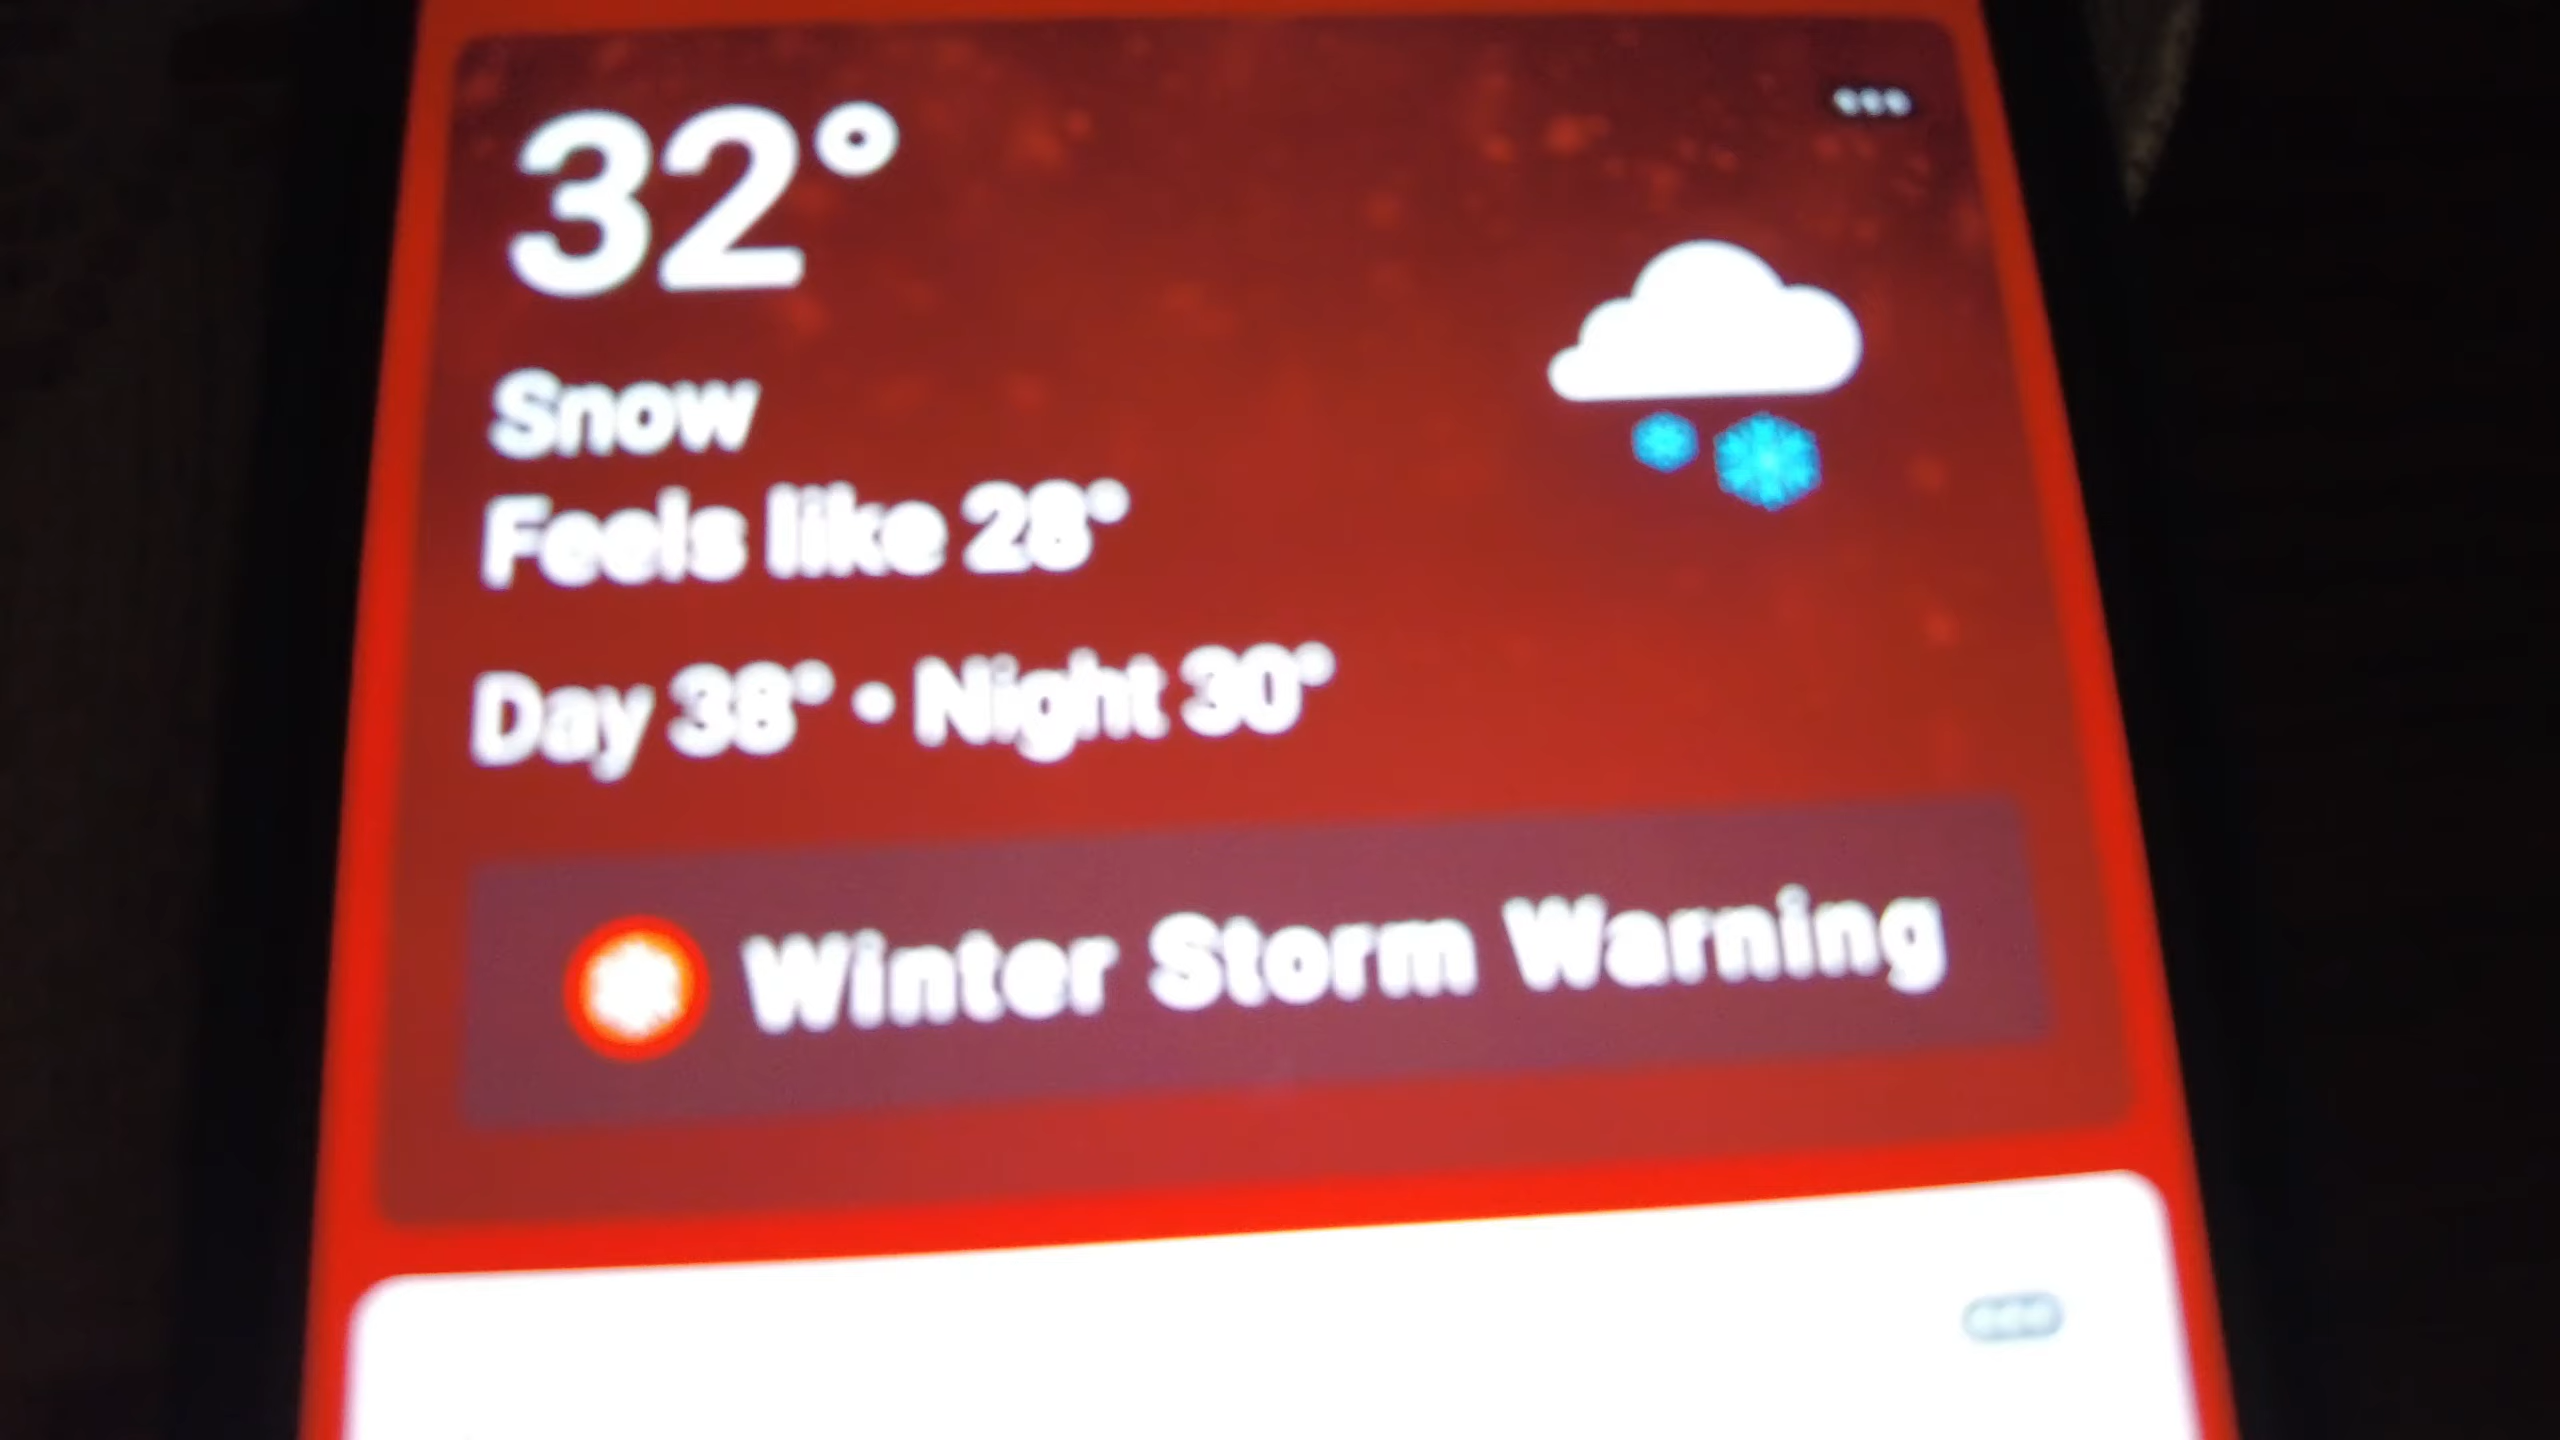 32°
Snow
Feels like 28°
Day 38° • Night 30°
Winter Storm Warning